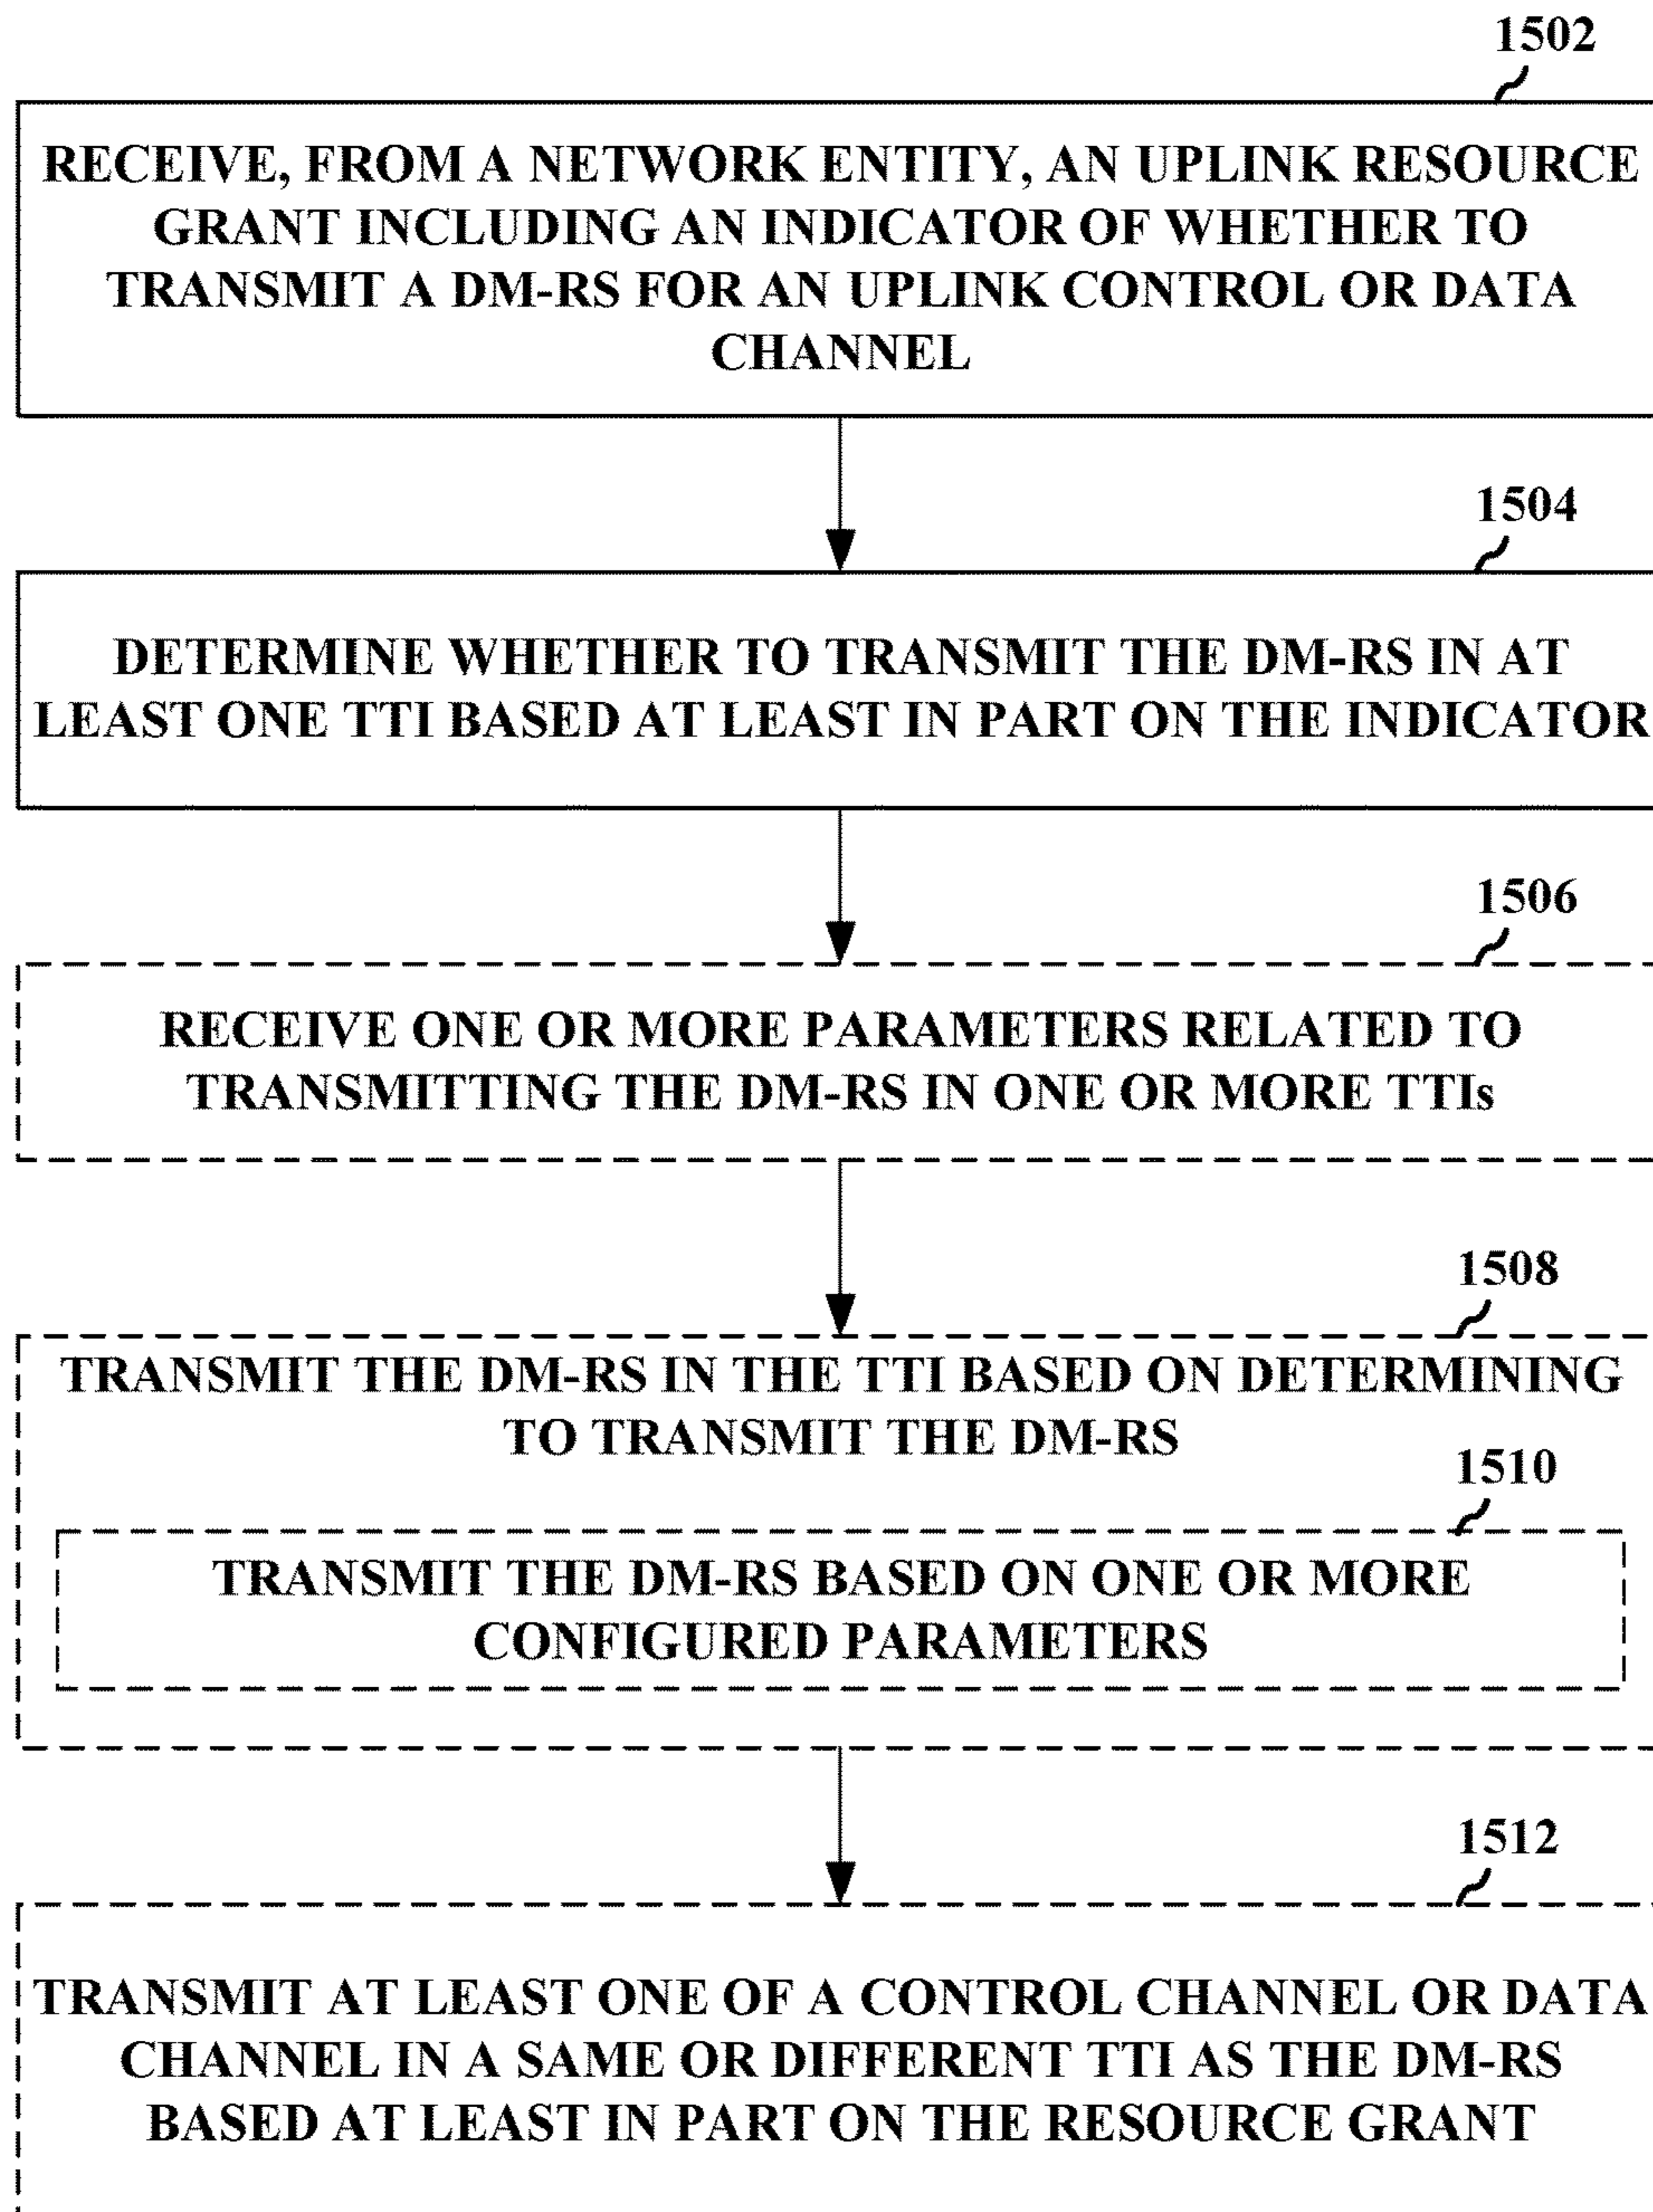 1502
RECEIVE, FROM A NETWORK ENTITY, AN UPLINK RESOURCE
GRANT INCLUDING AN INDICATOR OF WHETHER TO
TRANSMIT A DM-RS FOR AN UPLINK CONTROL OR DATA
CHANNEL
1504
DETERMINE WHETHER TO TRANSMIT THE DM-RS IN AT
LEAST ONE TTI BASED AT LEAST IN PART ON THE INDICATOR
1506
RECEIVE ONE OR MORE PARAMETERS RELATED TO
TRANSMITTING THE DM-RS IN ONE OR MORE TTIs
1508
TRANSMIT THE DM-RS IN THE TTI BASED ON DETERMINING
TO TRANSMIT THE DM-RS
1510
TRANSMIT THE DM-RS BASED ON ONE OR MORE
CONFIGURED PARAMETERS
1512
TRANSMIT AT LEAST ONE OF A CONTROL CHANNEL OR DATA
CHANNEL IN A SAME OR DIFFERENT TTI AS THE DM-RS
BASED AT LEAST IN PART ON THE RESOURCE GRANT